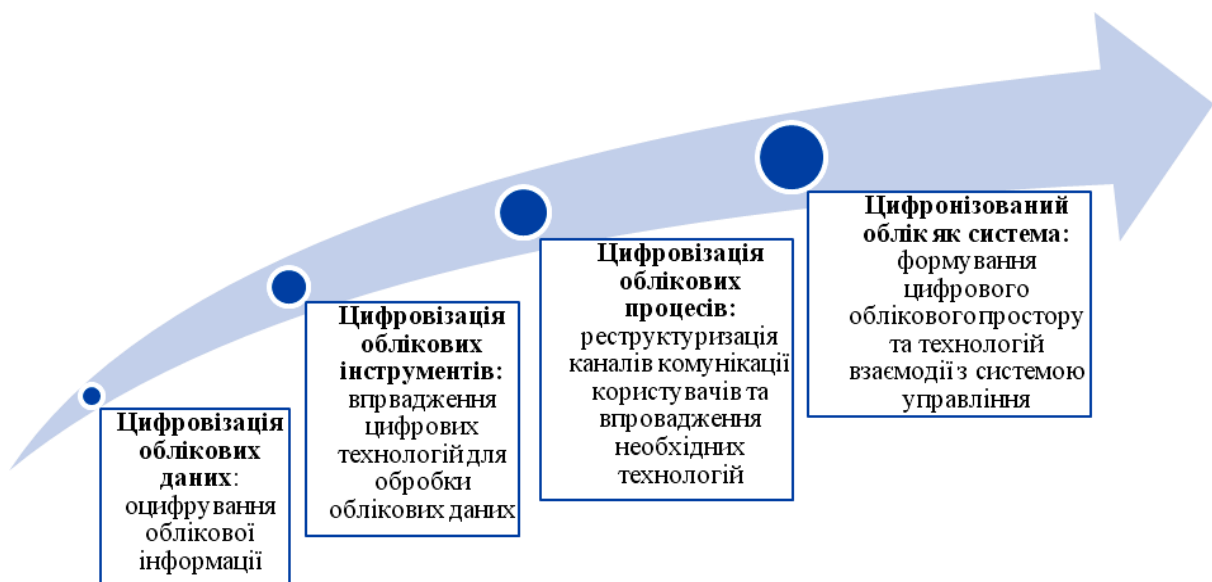 Цифровізація
облікових
даних:
оцифрування
облікової
інформації
Цифровізація
облікових
інструментів:
впрвадження
цифрових
технологій для
обробки
облікових даних
Цифровізація
облікових
процесів:
реструктуризація
каналів комунікації
користувачів та
впровадження
необхідних
технологій
Цифронізований
облік як система:
формування
цифрового
облікового простору
та технологій
взаємодії з системою
управління